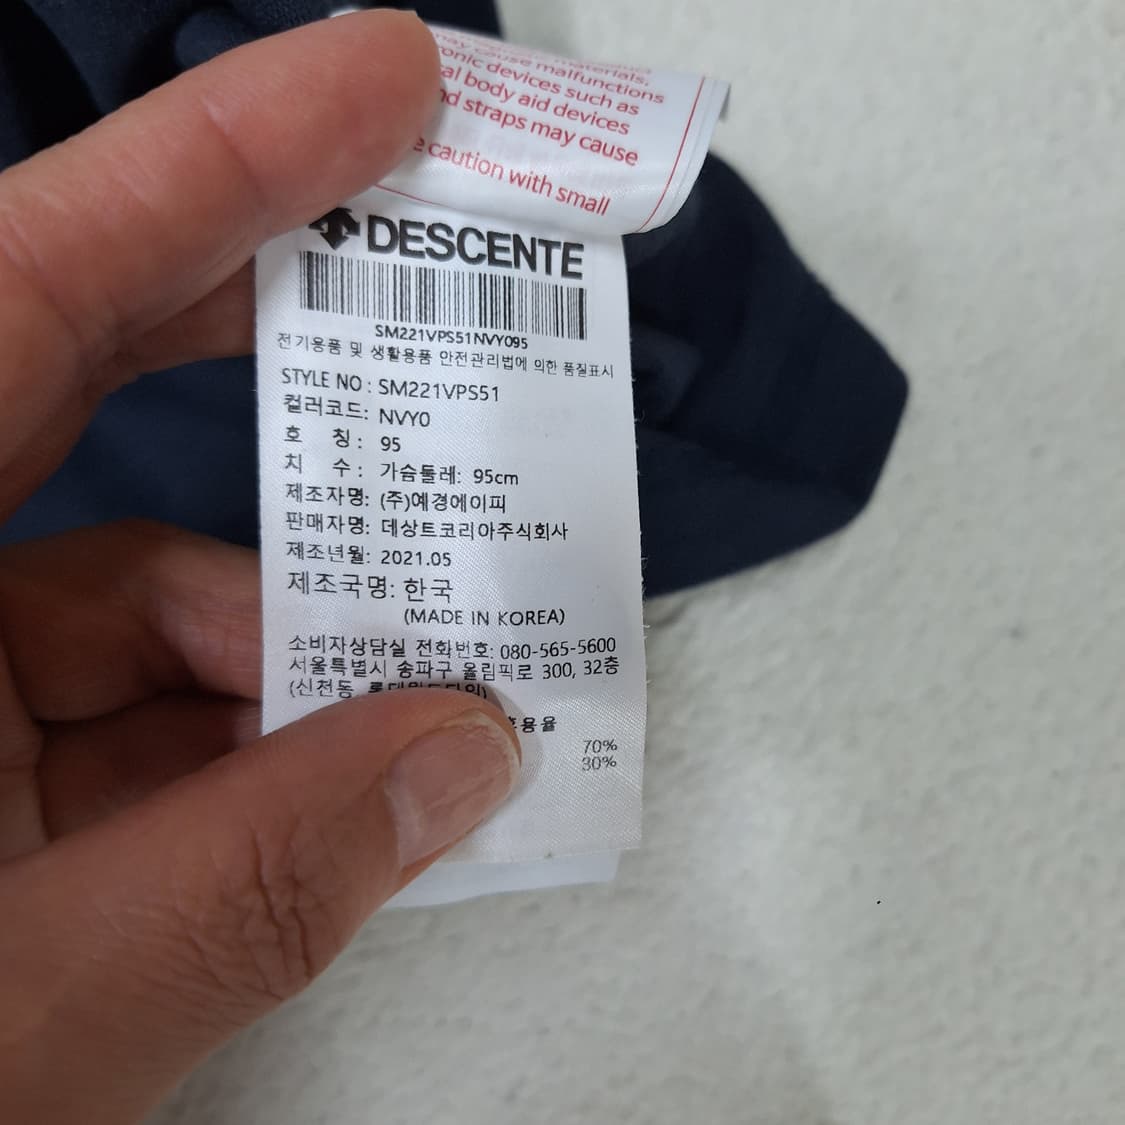 may cause malfunctions
devices such as
body aid devices
straps may cause
caution with small
DESCENTE
SM221VPS51NVY095
전기용품 및 생활용품 안전관리법에 의한 품질표시
STYLE NO : SM221VPS51
컬러코드: NVY0
호 칭 : 95
치 수 : 가슴둘레: 95cm
제조자명: (주)예경에이피
판매자명: 데상트코리아주식회사
제조년월: 2021.05
제조국명: 한국
(MADE IN KOREA)
소비자상담실 전화번호: 080-565-5600
서울특별시 송파구 올림픽로 300, 32층
(신천동,
70%
30%